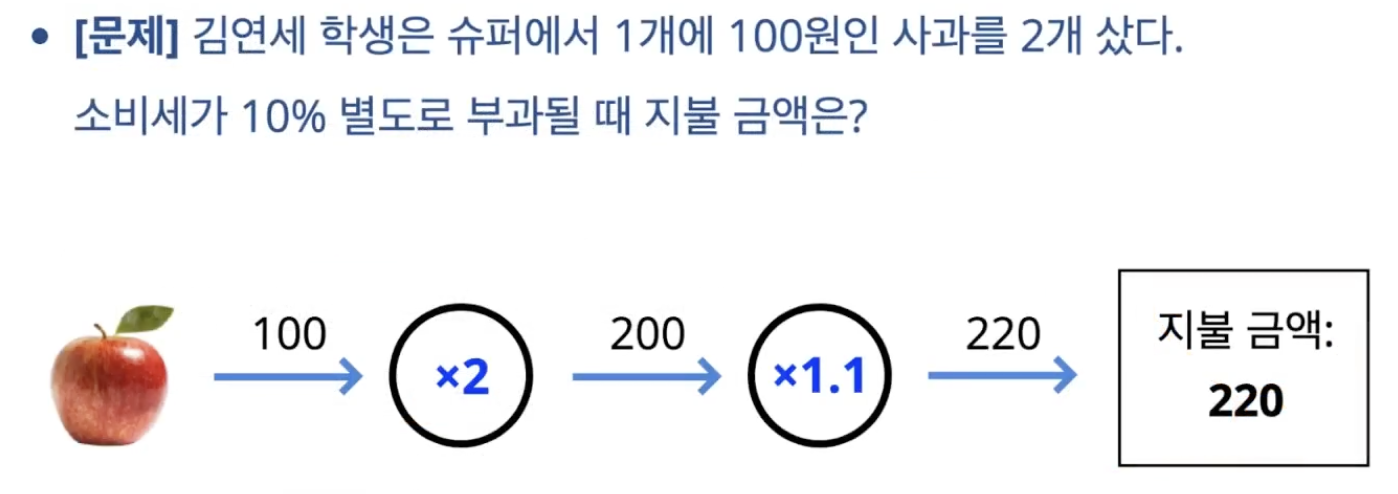 • [문제] 김연세 학생은 슈퍼에서 1개에 100원인 사과를 2개 샀다.
소비세가 10% 별도로 부과될 때 지불 금액은?
100
×2
200
×1.1
220
지불 금액:
220